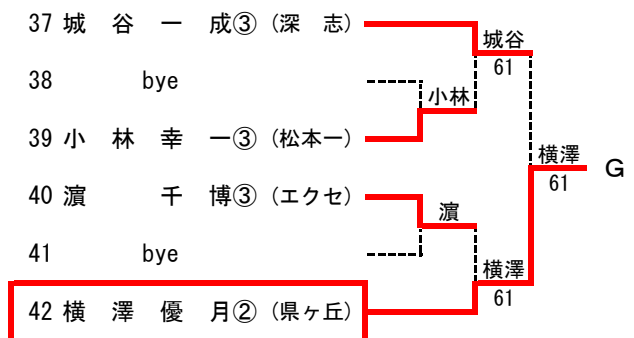 37 城 谷 一 成③ (深 志)
城谷
61
38 bye
小林
39 小 林 幸 一③ (松本一)
横澤
61
G
40 濵 千 博③ (エクセ)
濵
41 bye
横澤
61
42 横 澤 優 月② (県ヶ丘)